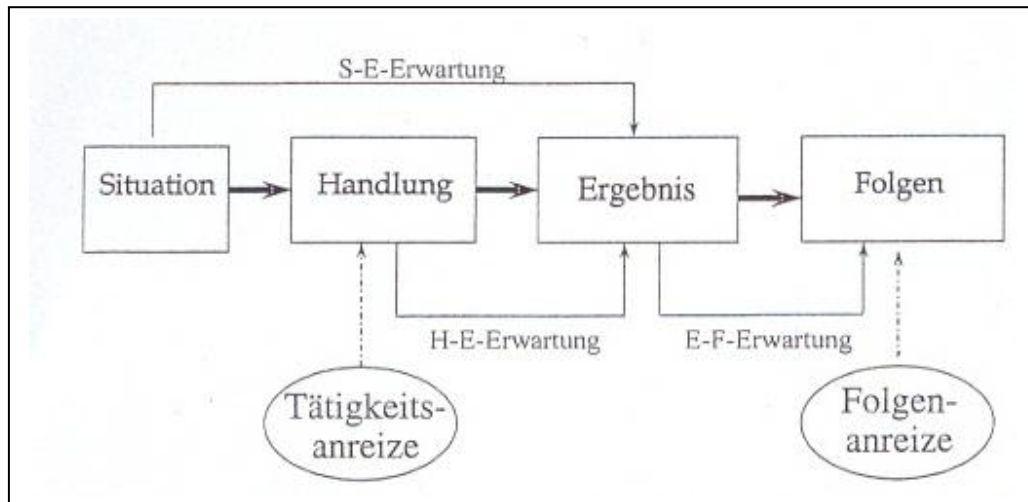 S-E-Erwartung
Situation
Handlung
Ergebnis
Folgen
H-E-Erwartung
E-F-Erwartung
Tätigkeits-
anreize
Folgen-
anreize